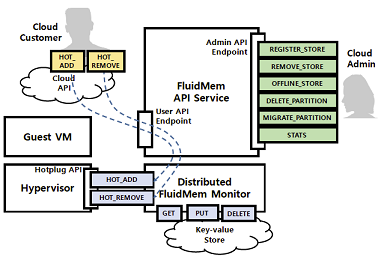 Cloud
Customer
HOT_
ADD
HOT_
REMOVE
Cloud
API
Admin API
Endpoint
FluidMem
API Service
User API
Endpoint
REGISTER_STORE
REMOVE_STORE
OFFLINE_STORE
DELETE_PARTITION
MIGRATE_PARTITION
STATS
Cloud
Admin
Guest VM
Hotplug API
Hypervisor
HOT_ADD
HOT_REMOVE
Distributed
FluidMem Monitor
GET
PUT
DELETE
Key-value
Store